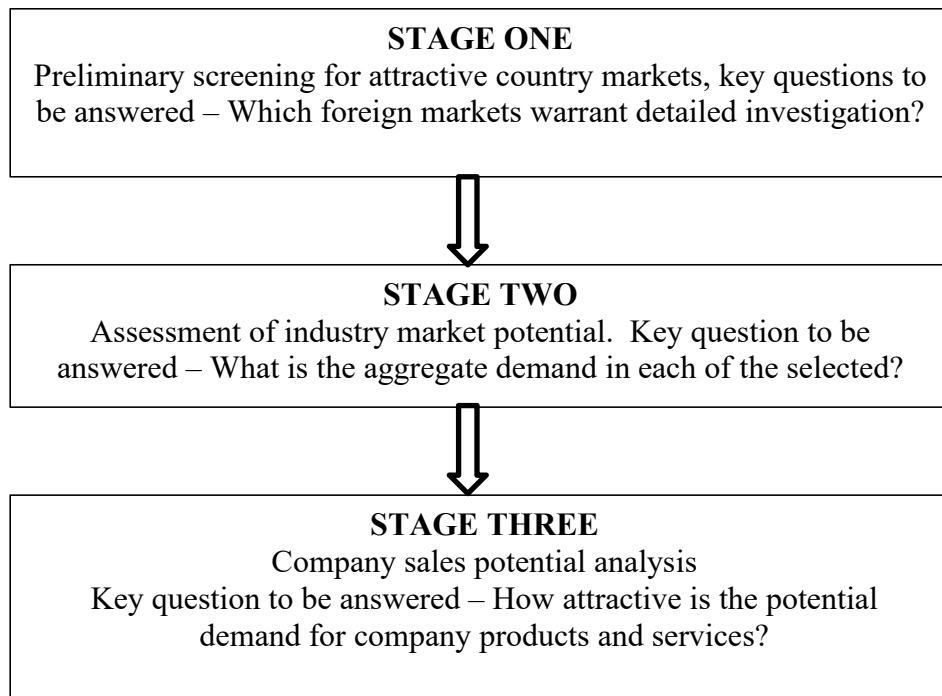 STAGE ONE
Preliminary screening for attractive country markets, key questions to
be answered – Which foreign markets warrant detailed investigation?
STAGE TWO
Assessment of industry market potential.  Key question to be
answered – What is the aggregate demand in each of the selected?
STAGE THREE
Company sales potential analysis
Key question to be answered – How attractive is the potential
demand for company products and services?